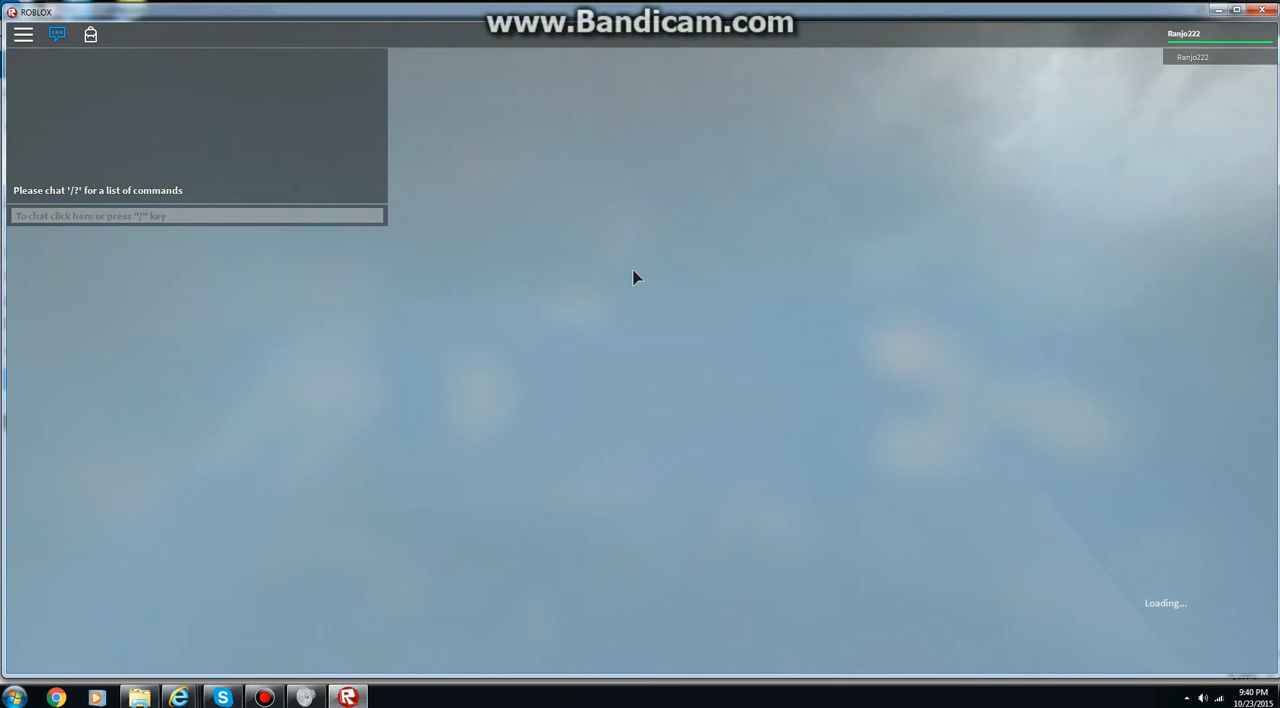 ROBLOX
www.Bandicam.com
Ranjo222
Ranjo222
Please chat '/?' for a list of commands
To chat click here or press "/" key
Loading...
9:40 PM
10/23/2015